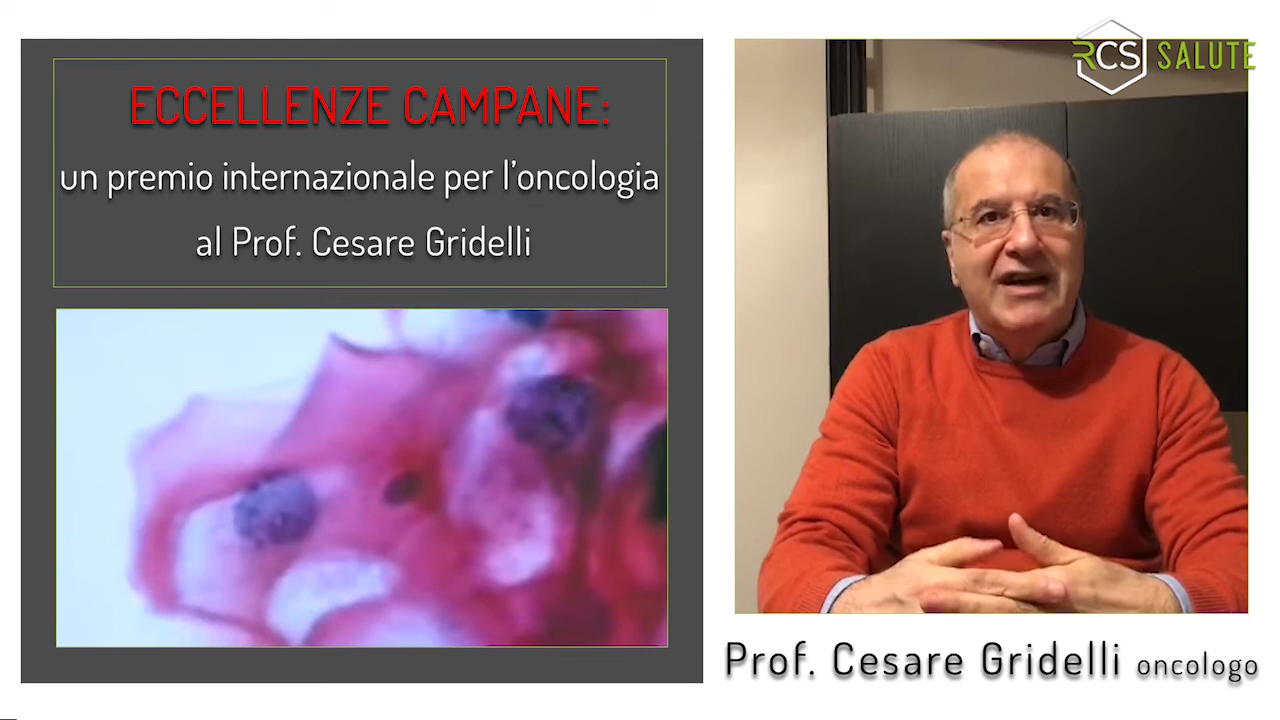 ECCELLENZE CAMPANE:
un premio internazionale per l'oncologia
al Prof. Cesare Gridelli
RCS SALUTE
Prof. Cesare Gridelli oncologo